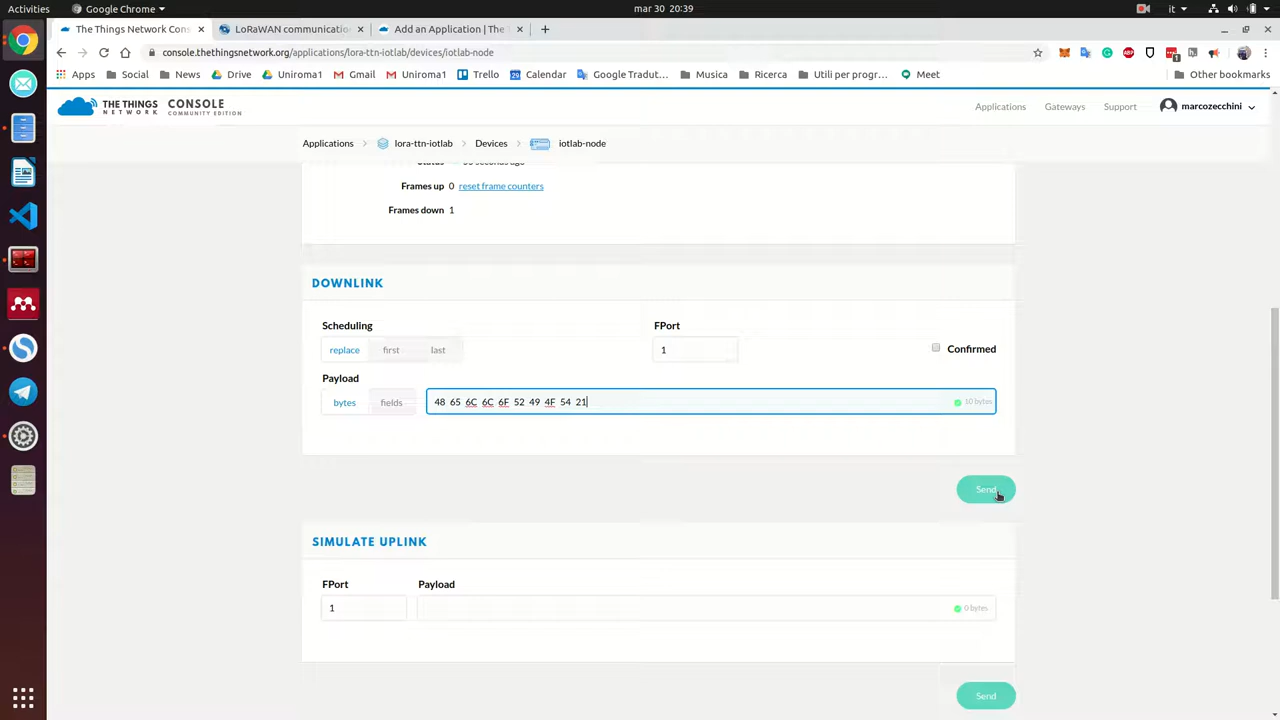 Activities Google Chrome mar 30 20:39 it
The Things Network Cons LoRaWAN communicatio Add an Application | The T
console.thethingsnetwork.org/applications/lora-ttn-iotlab/devices/iotlab-node
Apps Social News Drive Uniroma1 Gmail Uniroma1 Trello Calendar Google Tradut... Musica Ricerca Utili per progr... Meet Other bookmarks
THE THINGS NETWORK CONSOLE COMMUNITY EDITION Applications Gateways Support marcozecchini
Applications lora-ttn-iotlab Devices iotlab-node
Status seconds ago
Frames up 0 reset frame counters
Frames down 1
DOWNLINK
Scheduling FPort
replace first last 1 Confirmed
Payload
bytes fields 48 65 6C 6C 6F 52 49 4F 54 21 10 bytes
Send
SIMULATE UPLINK
FPort Payload
1 0 bytes
Send